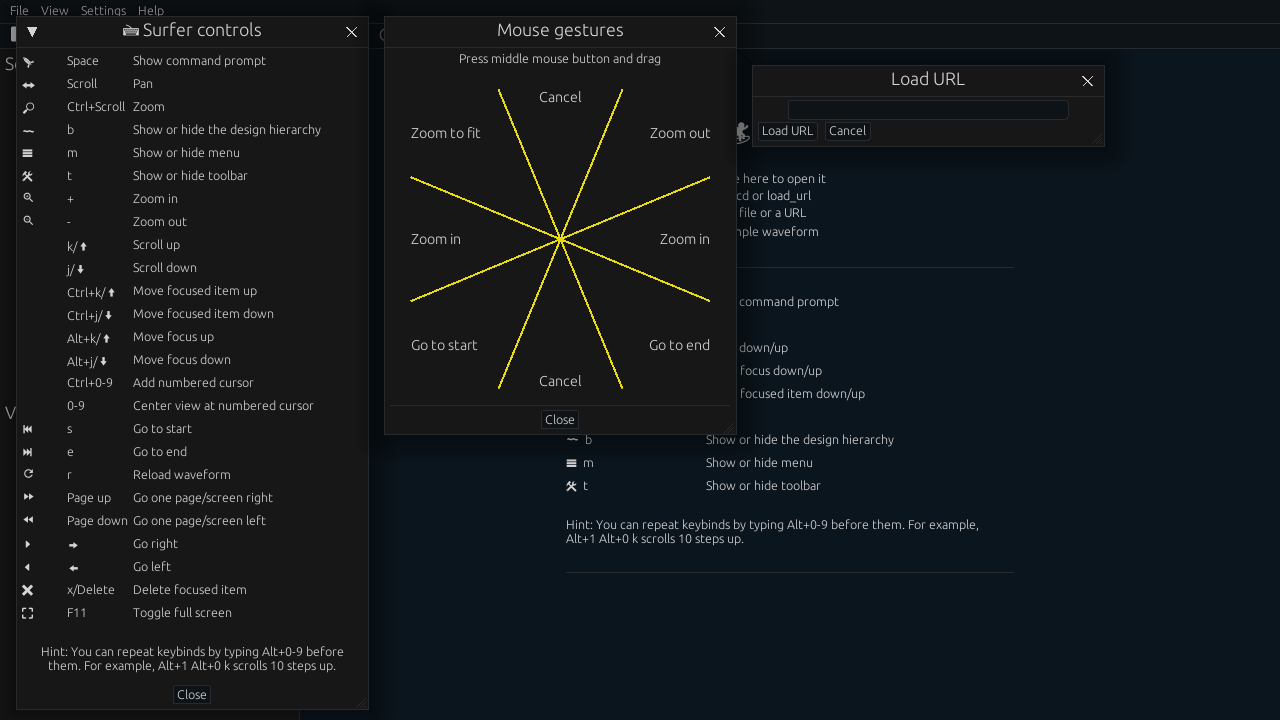 File View Settings Help
Surfer controls
Space Show command prompt
Scroll Pan
Ctrl+Scroll Zoom
b Show or hide the design hierarchy
m Show or hide menu
t Show or hide toolbar
+ Zoom in
- Zoom out
k/ Scroll up
j/ Scroll down
Ctrl+k/ Move focused item up
Ctrl+j/ Move focused item down
Alt+k/ Move focus up
Alt+j/ Move focus down
Ctrl+0-9 Add numbered cursor
0-9 Center view at numbered cursor
s Go to start
e Go to end
r Reload waveform
Page up Go one page/screen right
Page down Go one page/screen left
Go right
Go left
x/Delete Delete focused item
F11 Toggle full screen
Hint: You can repeat keybinds by typing Alt+0-9 before
them. For example, Alt+1 Alt+0 k scrolls 10 steps up.
Close
Mouse gestures
Press middle mouse button and drag
Cancel
Zoom to fit Zoom out
Zoom in Zoom in
Go to start Go to end
Cancel
Close
Load URL
Load URL Cancel
here to open it
or load_url
file or a URL
waveform
command prompt
down/up
focus down/up
focused item down/up
b Show or hide the design hierarchy
m Show or hide menu
t Show or hide toolbar
Hint: You can repeat keybinds by typing Alt+0-9 before them. For example,
Alt+1 Alt+0 k scrolls 10 steps up.